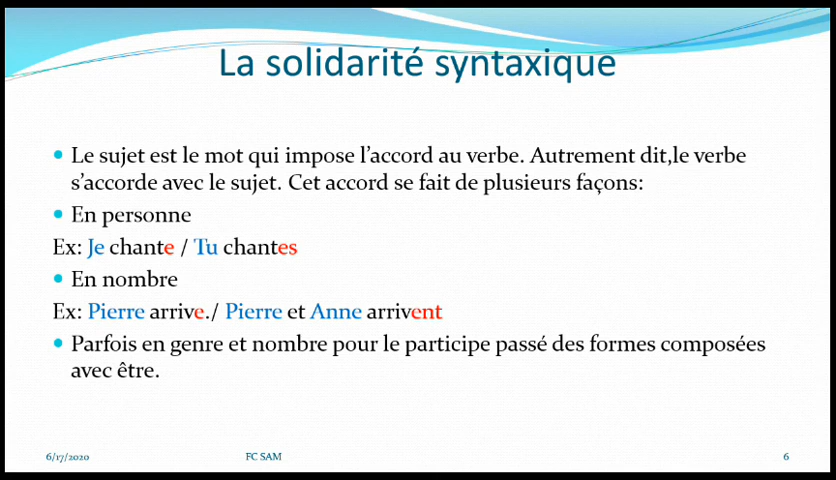 La solidarité syntaxique
Le sujet est le mot qui impose l'accord au verbe. Autrement dit,le verbe
s'accorde avec le sujet. Cet accord se fait de plusieurs façons:
En personne
Ex: Je chante / Tu chantes
En nombre
Ex: Pierre arrive./ Pierre et Anne arrivent
Parfois en genre et nombre pour le participe passé des formes composées
avec être.
6/17/2020 FC SAM 6